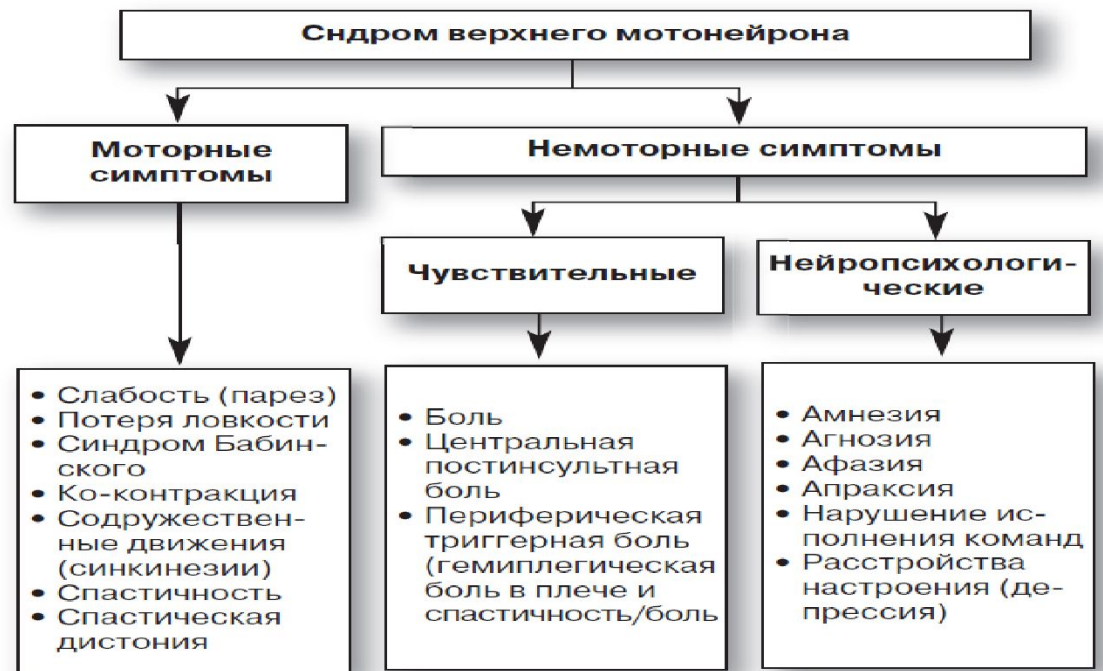 Сндром верхнего мотонейрона
Моторные
симптомы
Немоторные симптомы
Чувствительные
Нейропсихологи-
ческие
• Слабость (парез)
• Потеря ловкости
• Синдром Бабин-
ского
• Ко-контракция
• Содружествен-
ные движения
(синкинезии)
• Спастичность
• Спастическая
дистония
• Боль
• Центральная
постинсультная
боль
• Периферическая
триггерная боль
(гемиплегическая
боль в плече и
спастичность/боль
• Амнезия
• Агнозия
• Афазия
• Апраксия
• Нарушение ис-
полнения команд
• Расстройства
настроения (де-
прессия)